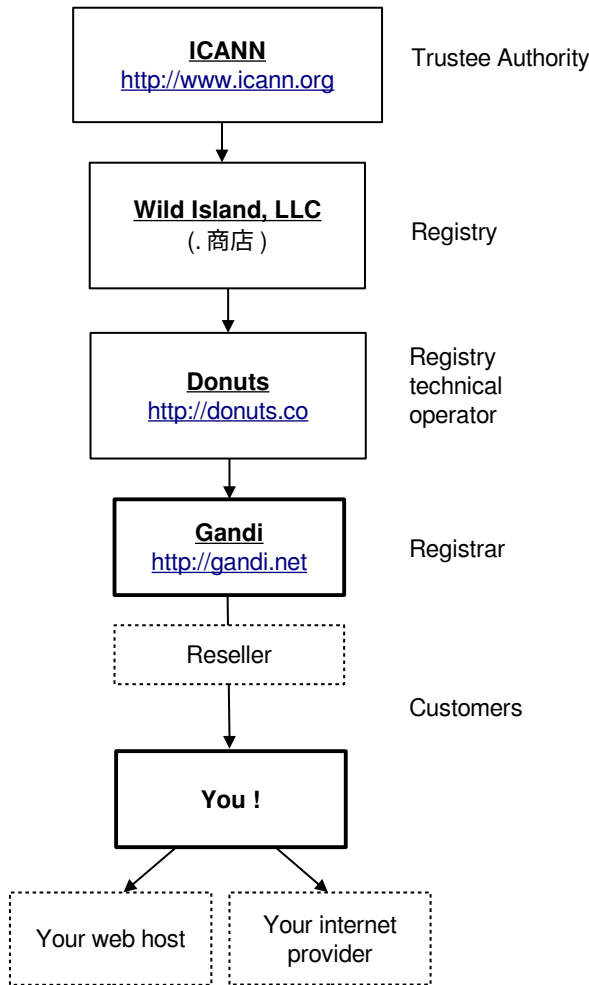 ICANN
http://www.icann.org
Trustee Authority
Wild Island, LLC
(. 商店 )
Registry
Donuts
http://donuts.co
Registry
technical
operator
Gandi
http://gandi.net
Registrar
Reseller
Customers
You !
Your web host
Your internet
provider